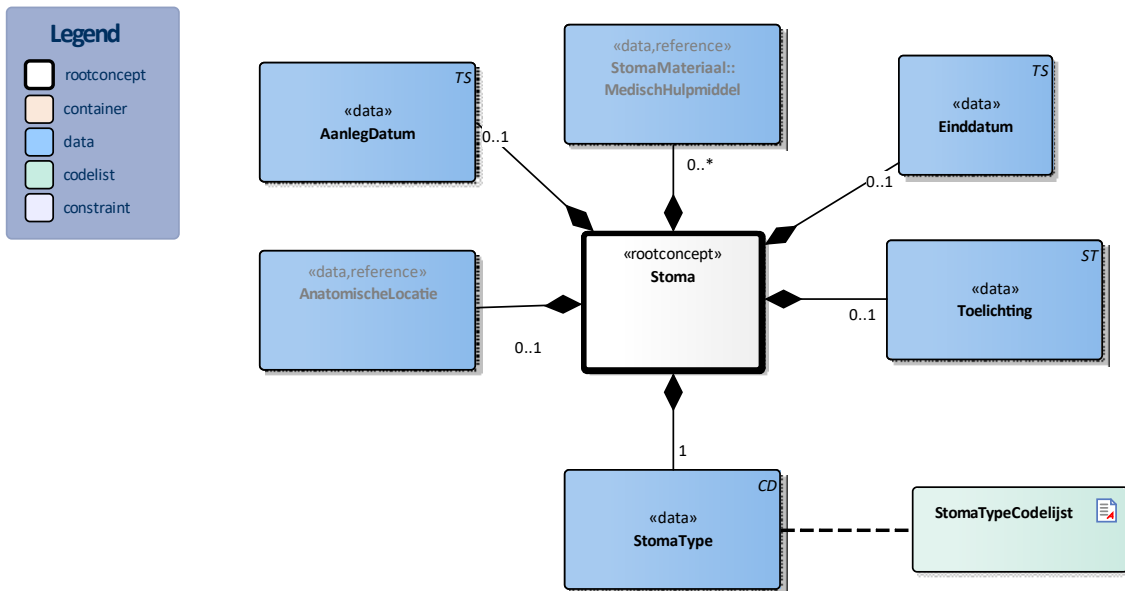 Legend
rootconcept
container
data
codelist
constraint
TS
«data»
AanlegDatum
0..1
«data,reference»
StomaMateriaal::
MedischHulpmiddel
0..*
TS
«data»
Einddatum
0..1
«data,reference»
AnatomischeLocatie
0..1
«rootconcept»
Stoma
ST
«data»
Toelichting
0..1
1
CD
«data»
StomaType
StomaTypeCodelijst